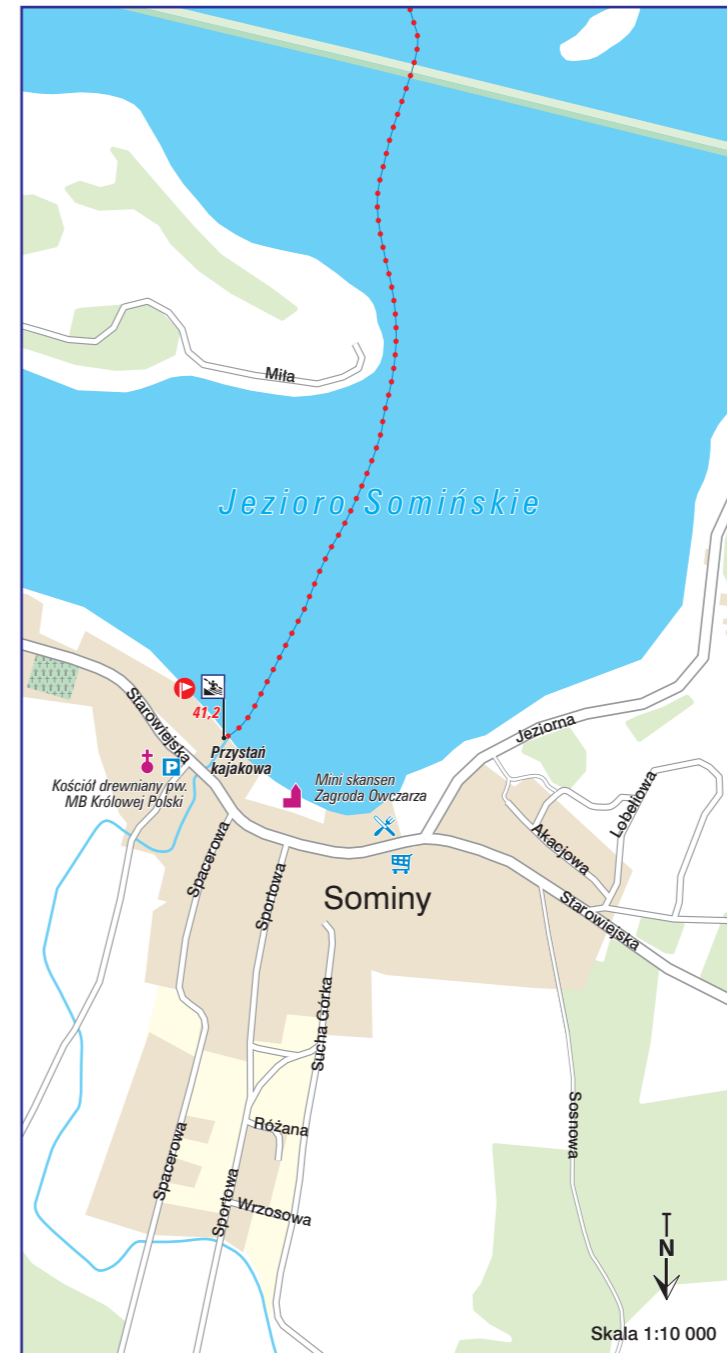 Miła
Jezioro Somińskie
41,2
Starowiejska
Przystań
kajakowa
P
Kościół drewniany pw.
MB Królowej Polski
Mini skansen
Zagroda Owczarza
Jeziorna
Lobeliowa
Akacjowa
Spacerowa
Sportowa
Sominy
Starowiejska
Sucha Górka
Sosnowa
Różana
Spacerowa
Sportowa
Wrzosowa
N
Skala 1:10 000